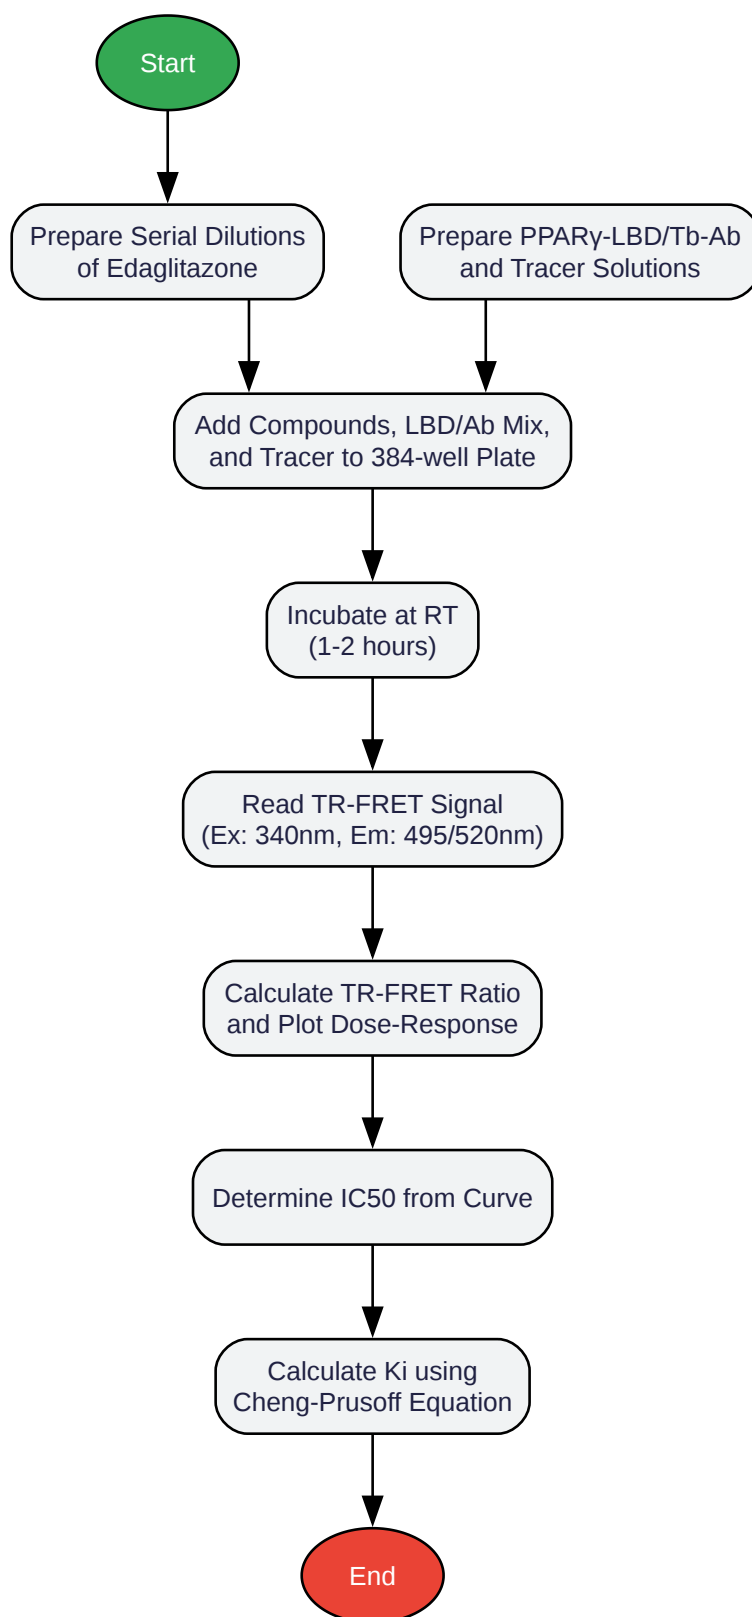 Start
Prepare Serial Dilutions
of Edaglitazone
Prepare PPARγ-LBD/Tb-Ab
and Tracer Solutions
Add Compounds, LBD/Ab Mix,
and Tracer to 384-well Plate
Incubate at RT
(1-2 hours)
Read TR-FRET Signal
(Ex: 340nm, Em: 495/520nm)
Calculate TR-FRET Ratio
and Plot Dose-Response
Determine IC50 from Curve
Calculate Ki using
Cheng-Prusoff Equation
End